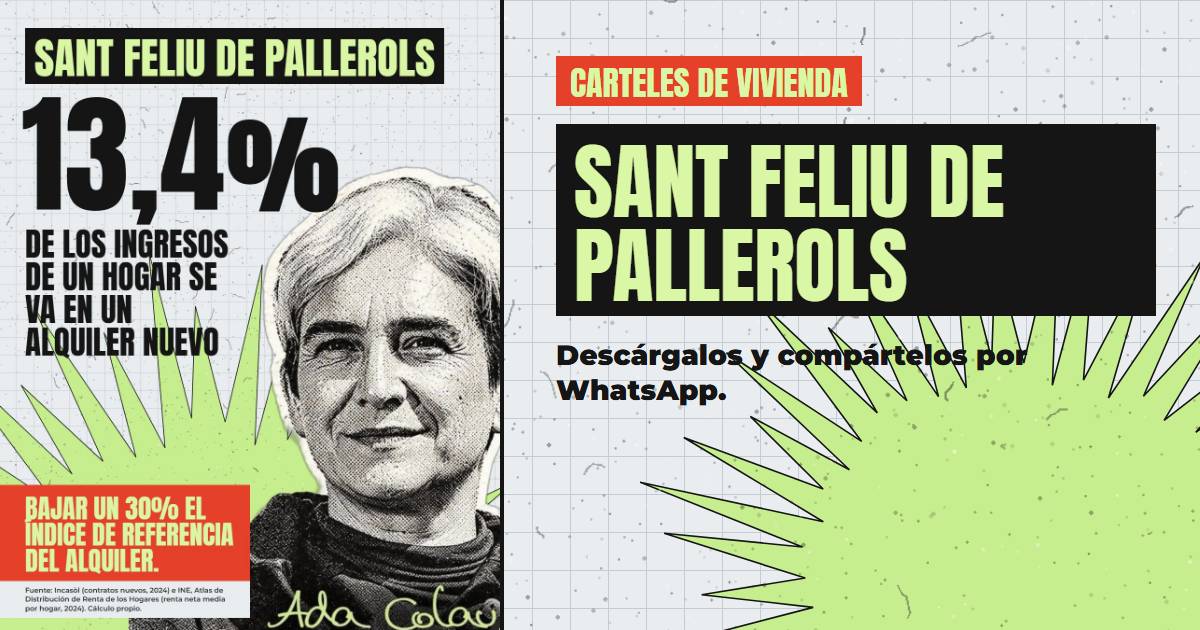 SANT FELIU DE PALLEROLS
13,4%
DE LOS INGRESOS
DE UN HOGAR SE
VA EN UN
ALQUILER NUEVO
BAJAR UN 30% EL
ÍNDICE DE REFERENCIA
DEL ALQUILER.
Fuente: Incasòl (contratos nuevos, 2024) e INE, Atlas de
Distribución de Renta de los Hogares (renta neta media
por hogar, 2024). Cálculo propio.
Ada Colau
CARTELES DE VIVIENDA
SANT FELIU DE
PALLEROLS
Descárgalos y compártelos por
WhatsApp.